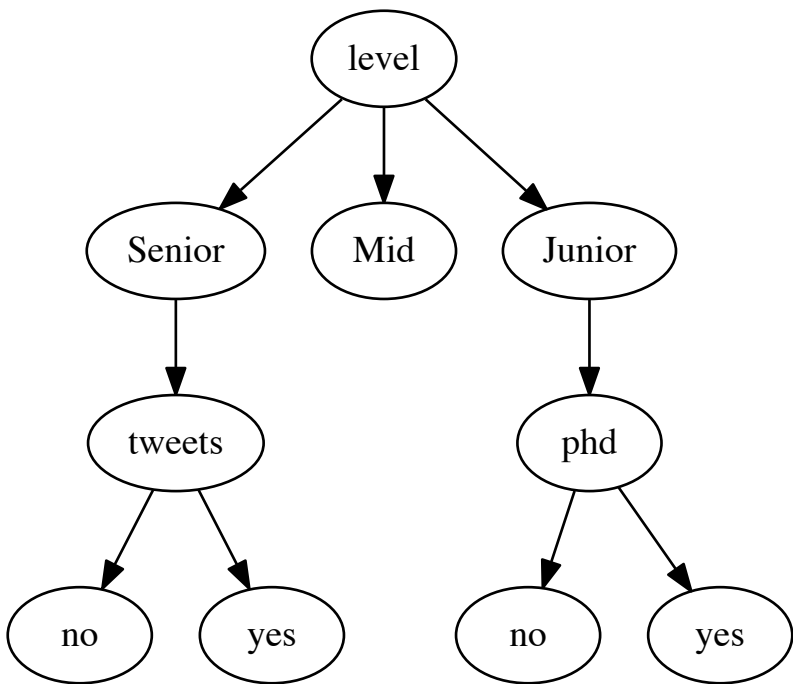 level
Senior
Mid
Junior
tweets
phd
no
yes
no
yes